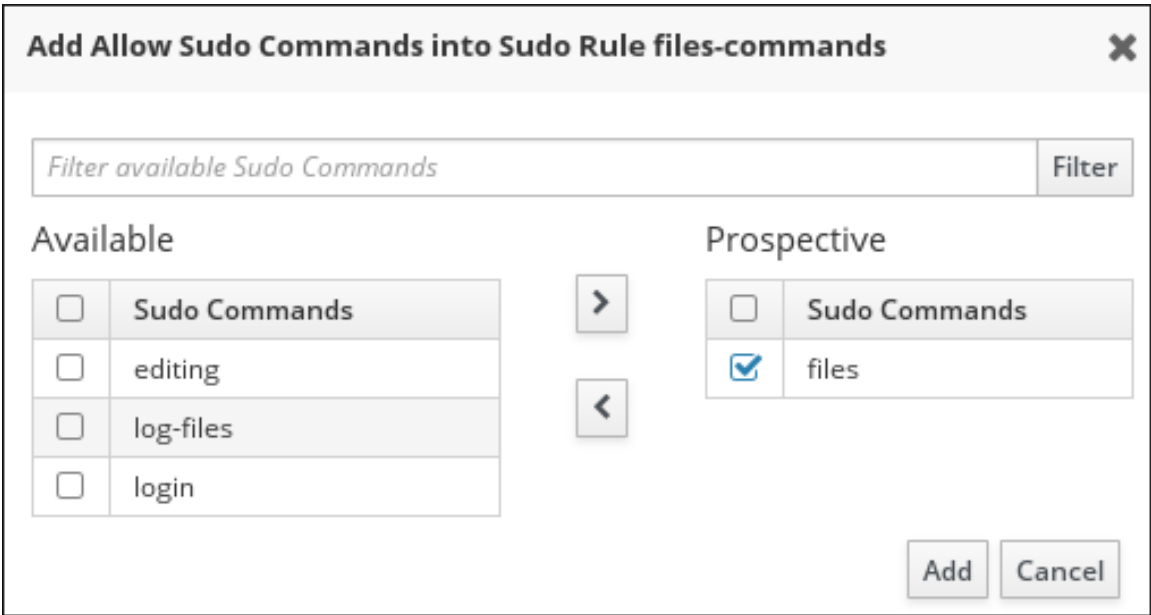 Add Allow Sudo Commands into Sudo Rule files-commands
Filter available Sudo Commands
Filter
Available
Prospective
Sudo Commands
Sudo Commands
editing
files
log-files
login
Add
Cancel